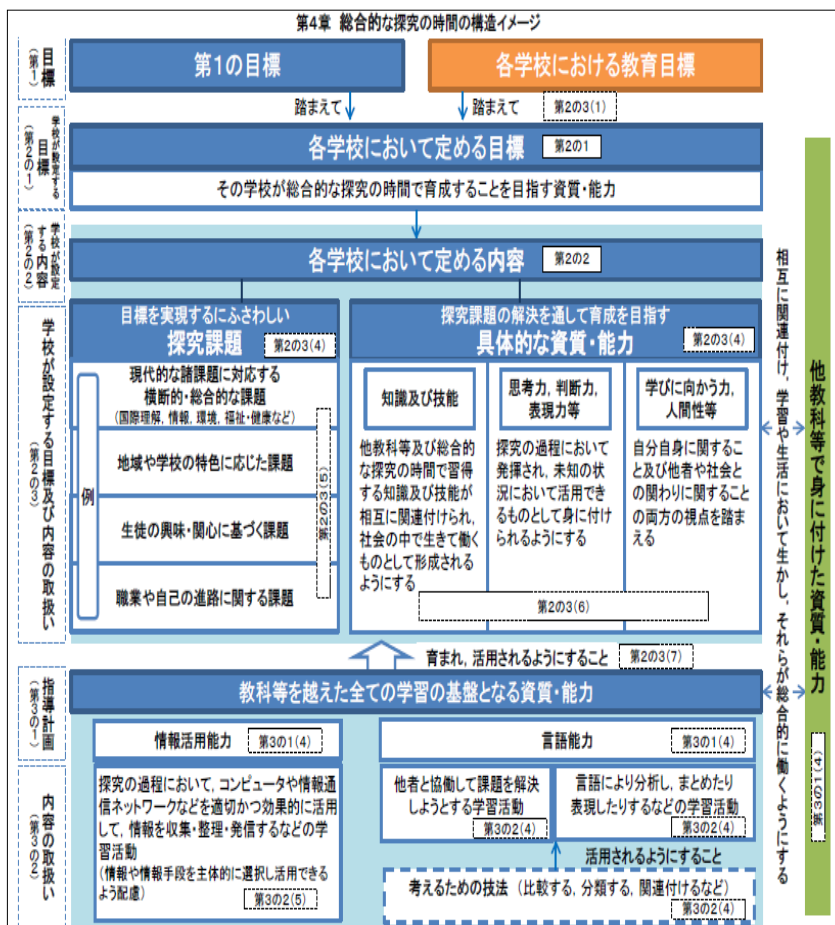 第4章 総合的な探究の時間の構造イメージ
目標
(第1)
第1の目標
各学校における教育目標
踏まえて
踏まえて
第2の3(1)
学校が設定する
目標
(第2の1)
各学校において定める目標
第2の1
その学校が総合的な探究の時間で育成することを目指す資質・能力
学校が設定
する内容
(第2の2)
各学校において定める内容
第2の2
学校が設定する目標及び内容の取扱い
(第2の3)
目標を実現するにふさわしい
探究課題
第2の3(4)
例
現代的な諸課題に対応する
横断的・総合的な課題
(国際理解, 情報, 環境, 福祉・健康など)
地域や学校の特色に応じた課題
生徒の興味・関心に基づく課題
職業や自己の進路に関する課題
第2の3(5)
探究課題の解決を通して育成を目指す
具体的な資質・能力
第2の3(4)
知識及び技能
他教科等及び総合的
な探究の時間で習得
する知識及び技能が
相互に関連付けられ,
社会の中で生きて働く
ものとして形成される
ようにする
思考力, 判断力,
表現力等
探究の過程において
発揮され, 未知の状
況において活用でき
るものとして身に付け
られるようにする
学びに向かう力,
人間性等
自分自身に関するこ
と及び他者や社会と
の関わりに関すること
の両方の視点を踏ま
える
第2の3(6)
育まれ, 活用されるようにすること
第2の3(7)
指導計画
(第3の1)
教科等を越えた全ての学習の基盤となる資質・能力
情報活用能力
第3の1(4)
言語能力
第3の1(4)
内容の取扱い
(第3の2)
探究の過程において, コンピュータや情報通
信ネットワークなどを適切かつ効果的に活用
して, 情報を収集・整理・発信するなどの学
習活動
(情報や情報手段を主体的に選択し活用できる
よう配慮)
第3の2(5)
他者と協働して課題を解決
しようとする学習活動
第3の2(4)
言語により分析し, まとめたり
表現したりするなどの学習活動
第3の2(4)
活用されるようにすること
考えるための技法 (比較する, 分類する, 関連付けるなど)
第3の2(4)
相互に関連付け, 学習や生活において生かし, それらが総合的に働くようにする
他教科等で身に付けた資質・能力
第3の1(4)